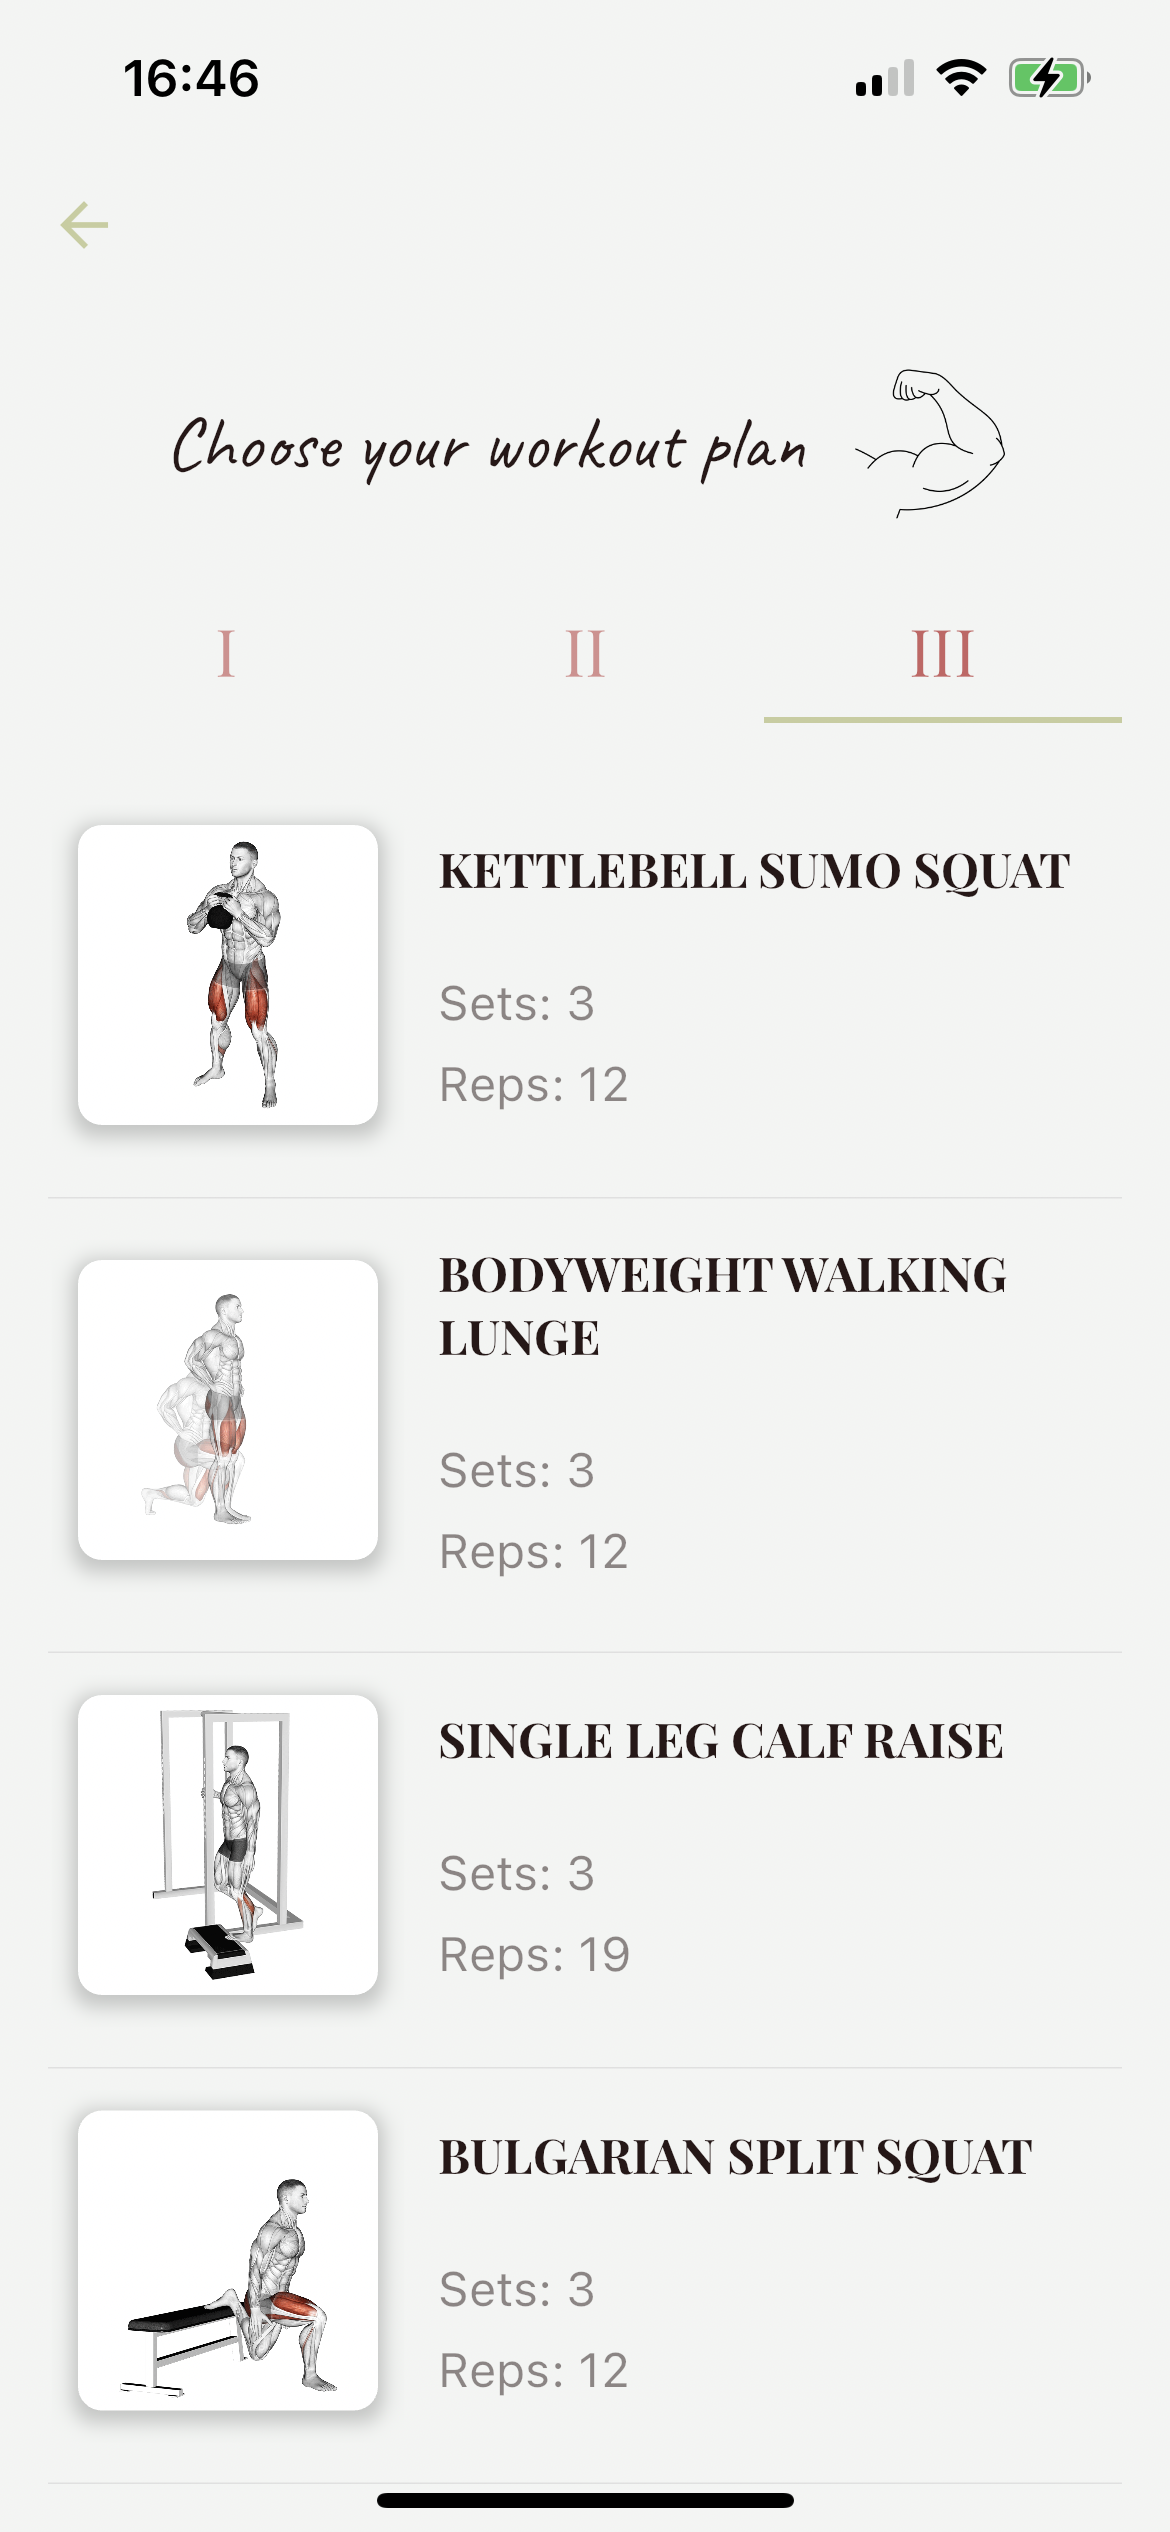 16:46
Choose your workout plan
I
II
III
KETTLEBELL SUMO SQUAT
Sets: 3
Reps: 12
BODYWEIGHT WALKING
LUNGE
Sets: 3
Reps: 12
SINGLE LEG CALF RAISE
Sets: 3
Reps: 19
BULGARIAN SPLIT SQUAT
Sets: 3
Reps: 12